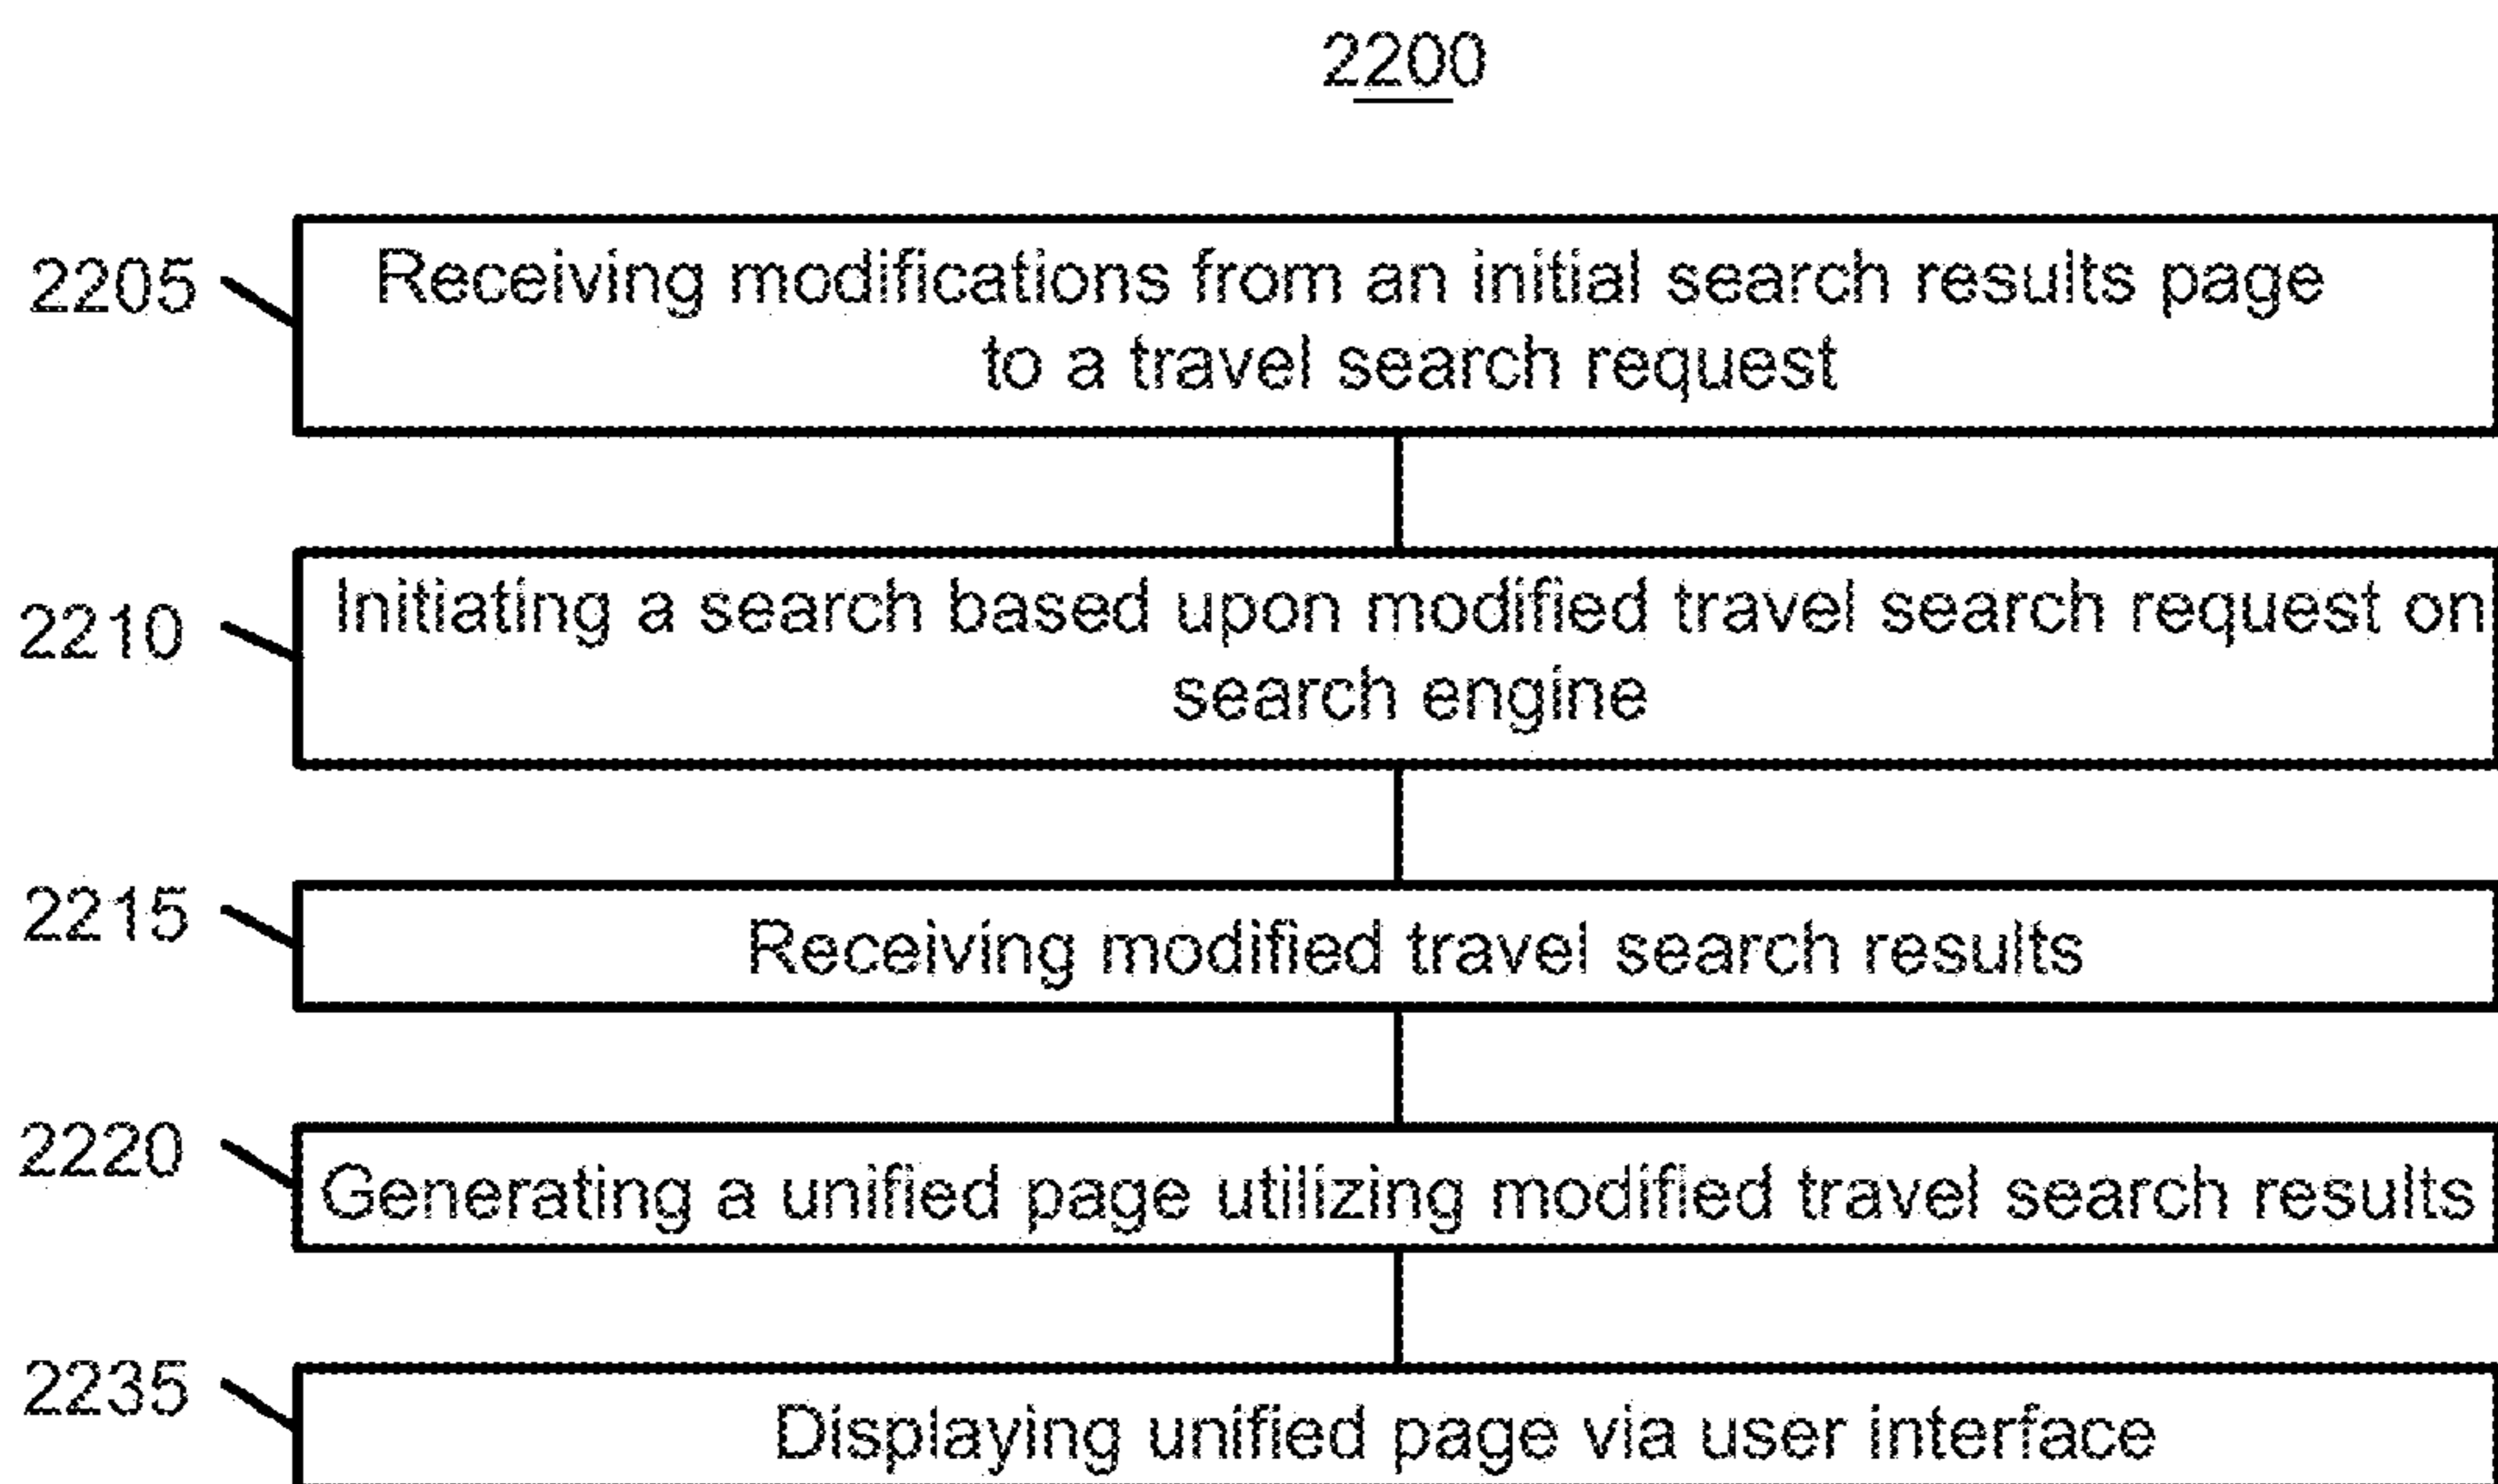 2200
2205
Receiving modifications from an initial search results page
to a travel search request
2210
Initiating a search based upon modified travel search request on
search engine
2215
Receiving modified travel search results
2220
Generating a unified page utilizing modified travel search results
2235
Displaying unified page via user interface